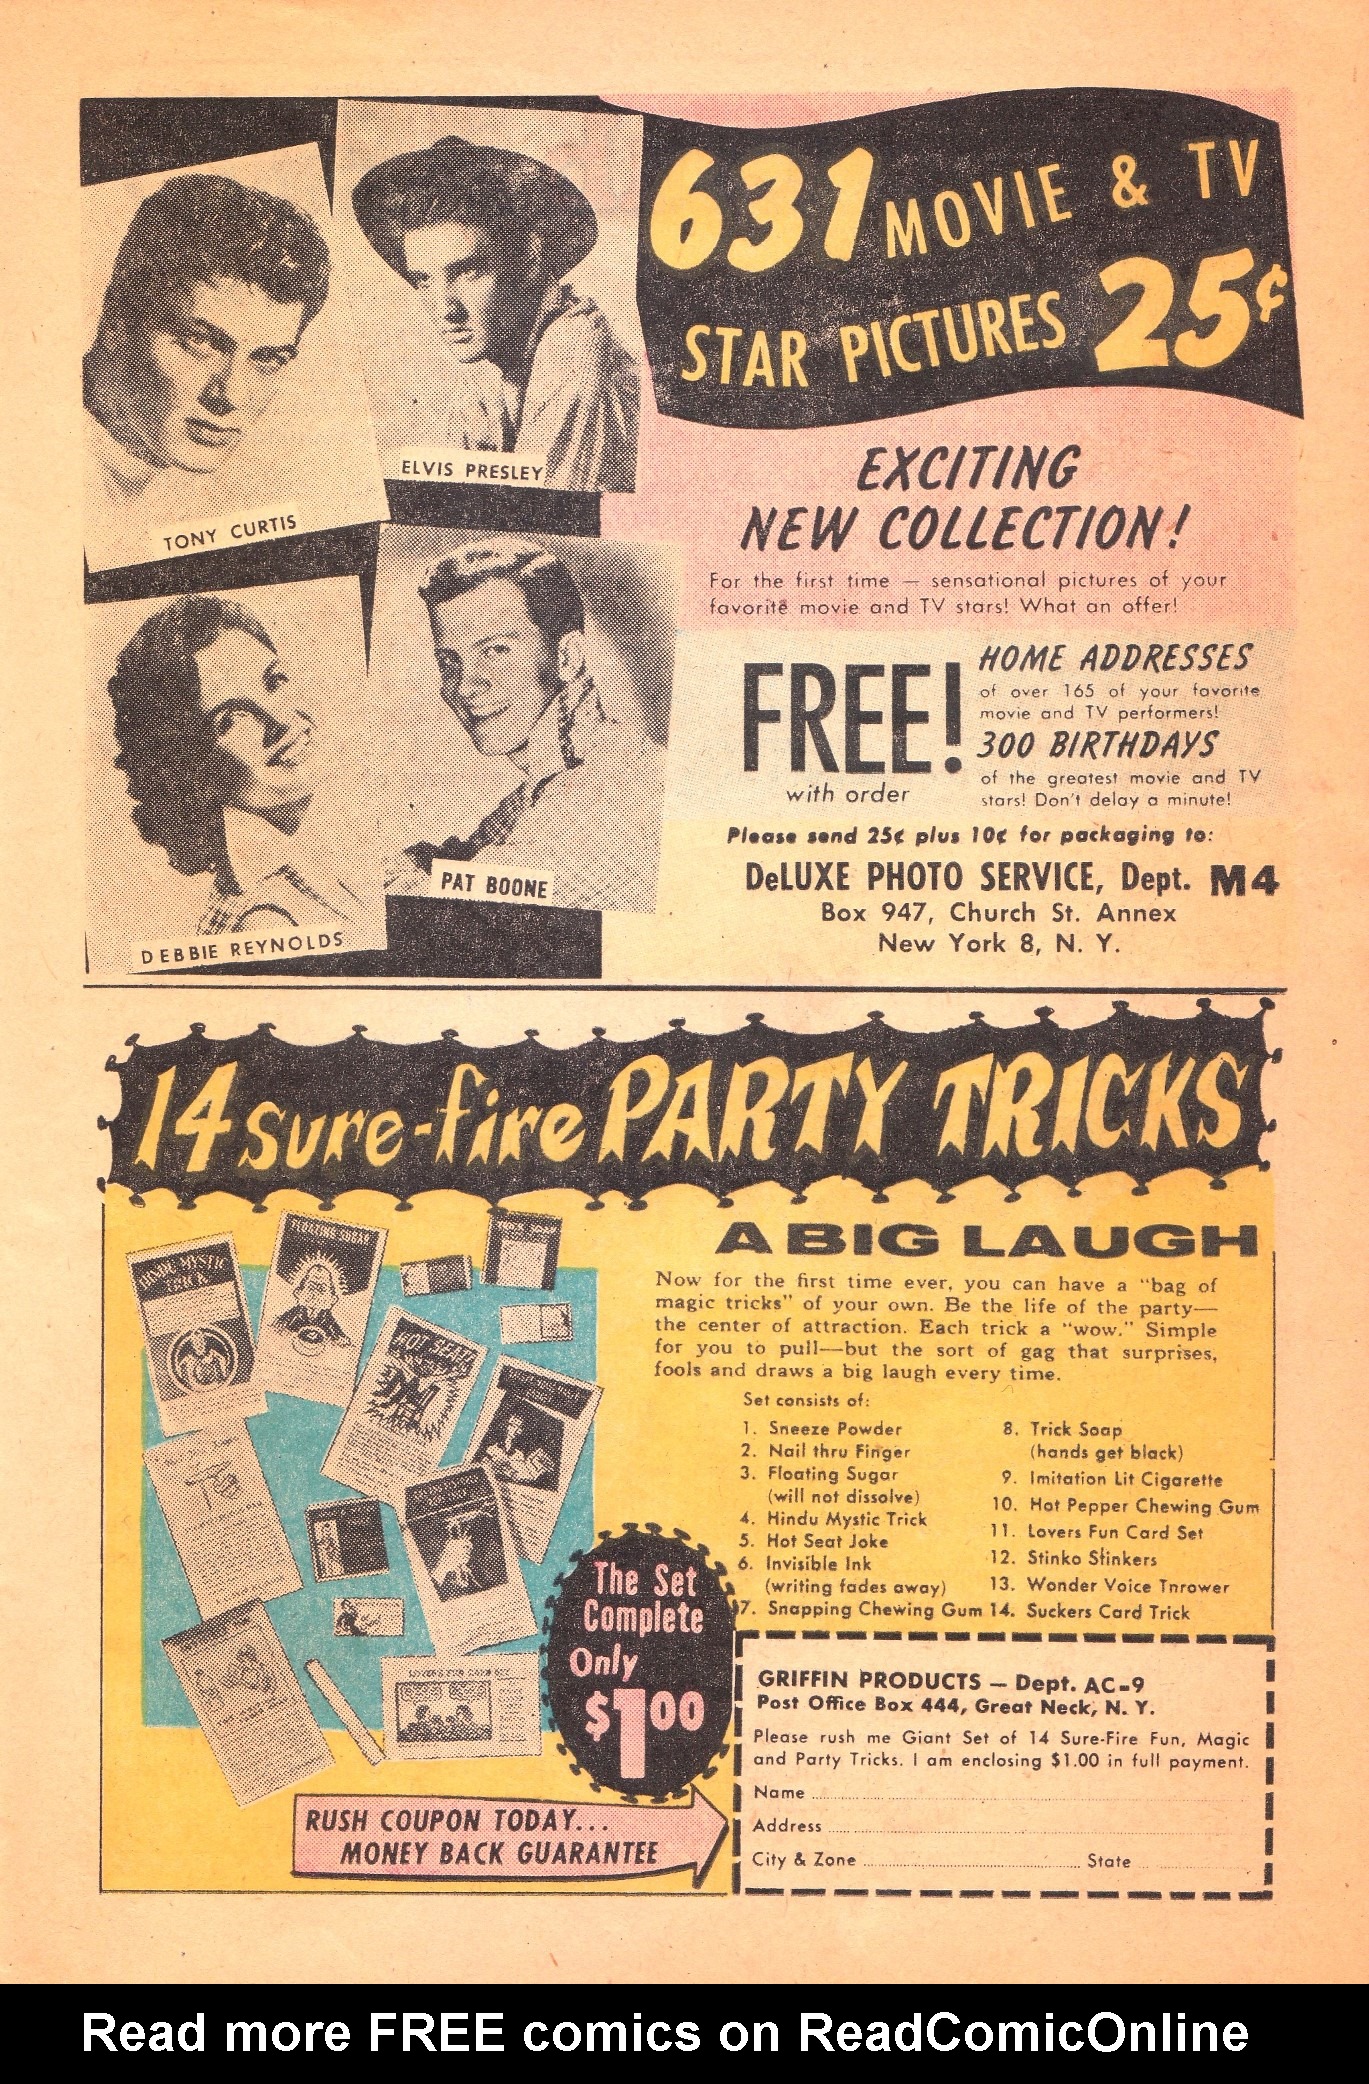 631 MOVIE & TV
STAR PICTURES 25¢
ELVIS PRESLEY
TONY CURTIS
EXCITING
NEW COLLECTION!
For the first time — sensational pictures of your
favorite movie and TV stars! What an offer!
FREE!
with order
HOME ADDRESSES
of over 165 of your favorite
movie and TV performers!
300 BIRTHDAYS
of the greatest movie and TV
stars! Don't delay a minute!
PAT BOONE
DEBBIE REYNOLDS
Please send 25¢ plus 10¢ for packaging to:
DeLUXE PHOTO SERVICE, Dept. M4
Box 947, Church St. Annex
New York 8, N. Y.
14 sure-fire PARTY TRICKS
A BIG LAUGH
Now for the first time ever, you can have a "bag of
magic tricks" of your own. Be the life of the party—
the center of attraction. Each trick a "wow." Simple
for you to pull—but the sort of gag that surprises,
fools and draws a big laugh every time.
Set consists of:
1. Sneeze Powder
2. Nail thru Finger
3. Floating Sugar
(will not dissolve)
4. Hindu Mystic Trick
5. Hot Seat Joke
6. Invisible Ink
(writing fades away)
7. Snapping Chewing Gum
8. Trick Soap
(hands get black)
9. Imitation Lit Cigarette
10. Hot Pepper Chewing Gum
11. Lovers Fun Card Set
12. Stinko Stinkers
13. Wonder Voice Tnrower
14. Suckers Card Trick
HINDU MYSTIC
TRICK
HOT SEAT
LOVERS FUN CARD SET
The Set
Complete
Only
$1.00
RUSH COUPON TODAY...
MONEY BACK GUARANTEE
GRIFFIN PRODUCTS — Dept. AC-9
Post Office Box 444, Great Neck, N. Y.
Please rush me Giant Set of 14 Sure-Fire Fun, Magic
and Party Tricks. I am enclosing $1.00 in full payment.
Name
Address
City & Zone State
Read more FREE comics on ReadComicOnline